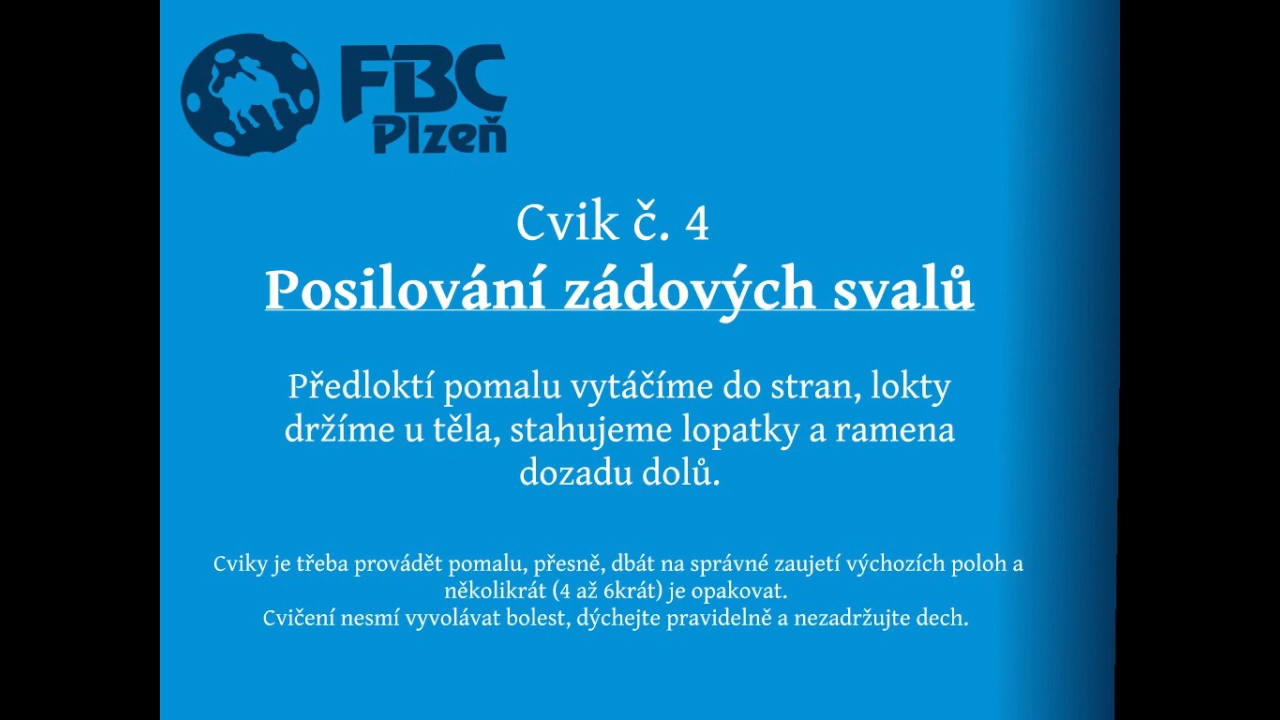 FBC
Plzeň
Cvik č. 4
Posilování zádových svalů
Předloktí pomalu vytáčíme do stran, lokty
držíme u těla, stahujeme lopatky a ramena
dozadu dolů.
Cviky je třeba provádět pomalu, přesně, dbát na správné zaujetí výchozích poloh a
několikrát (4 až 6krát) je opakovat.
Cvičení nesmí vyvolávat bolest, dýchejte pravidelně a nezadržujte dech.